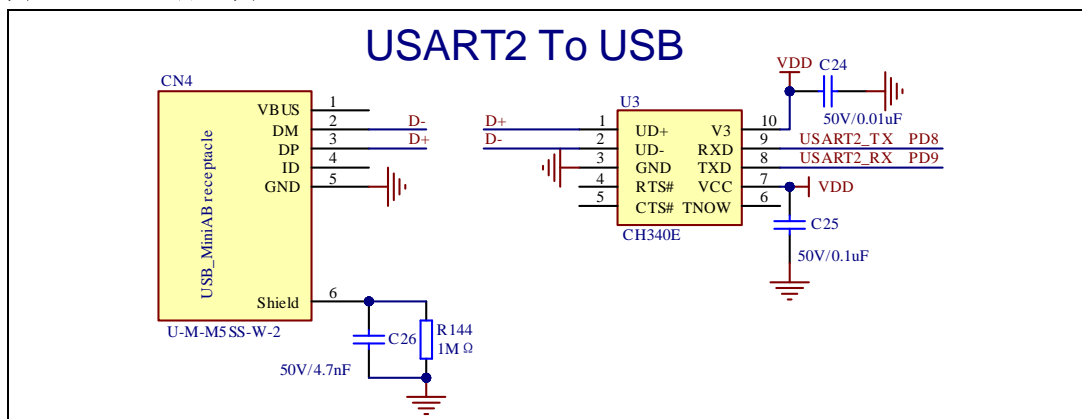 USART2 To USB
CN4
VBUS 1
DM 2 D-
DP 3 D+
ID 4
GND 5
USB_MiniAB receptacle
Shield 6
U-M-M5SS-W-2
C26
50V/4.7nF
R144
1MΩ
U3
D+ 1 UD+
D- 2 UD-
3 GND
4 RTS#
5 CTS#
V3 10
RXD 9 USART2_TX PD8
TXD 8 USART2_RX PD9
VCC 7 VDD
TNOW 6
CH340E
VDD
C24
50V/0.01uF
C25
50V/0.1uF